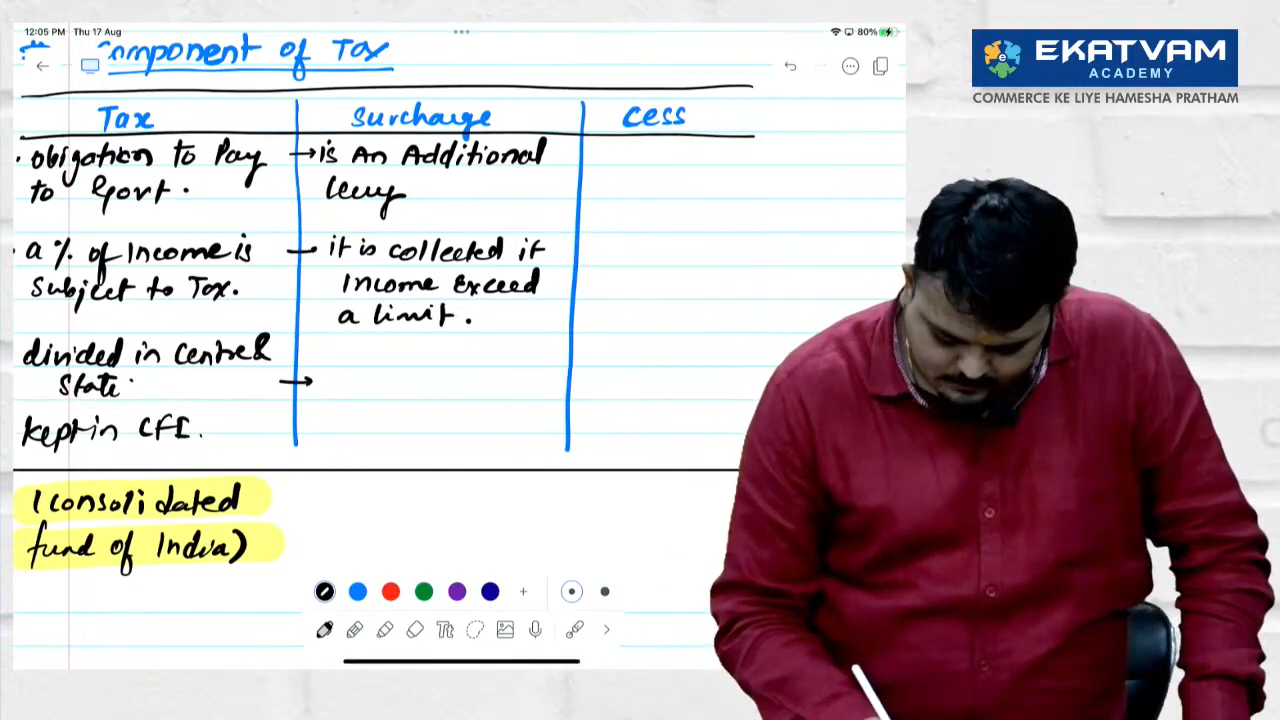 12:05 PM Thu 17 Aug
80%
Component of Tax
Tax
Surcharge
Cess
• obigation to Pay
to Govt.
• a % of Income is
Subject to Tax.
divided in Centre &
State.
kept in CFI.
(Consolidated
fund of India)
→ is An Additional
levy
– it is collected if
Income Exceed
a limit.
→
Tt
EKATVAM
ACADEMY
COMMERCE KE LIYE HAMESHA PRATHAM